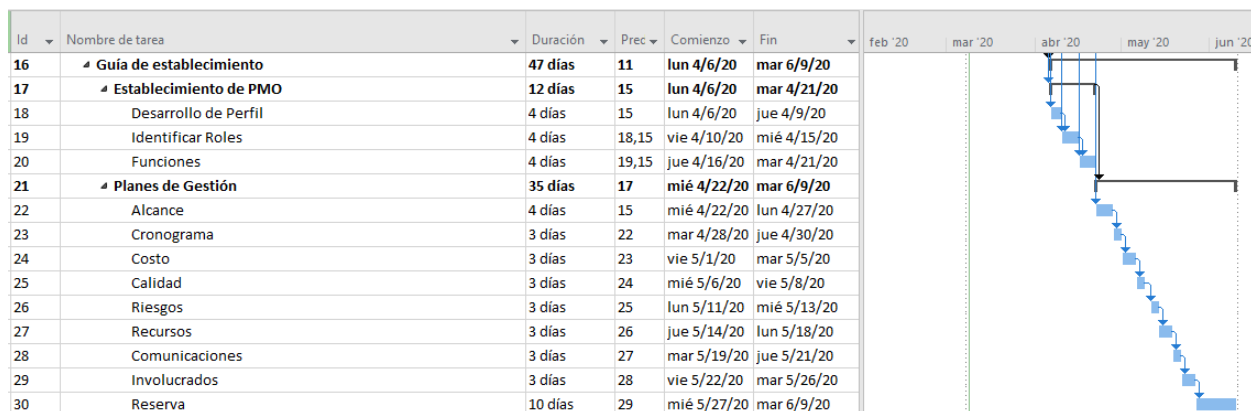 Id Nombre de tarea Duración Prec Comienzo Fin feb '20 mar '20 abr '20 may '20 jun '20
16 Guía de establecimiento 47 días 11 lun 4/6/20 mar 6/9/20
17 Establecimiento de PMO 12 días 15 lun 4/6/20 mar 4/21/20
18 Desarrollo de Perfil 4 días 15 lun 4/6/20 jue 4/9/20
19 Identificar Roles 4 días 18,15 vie 4/10/20 mié 4/15/20
20 Funciones 4 días 19,15 jue 4/16/20 mar 4/21/20
21 Planes de Gestión 35 días 17 mié 4/22/20 mar 6/9/20
22 Alcance 4 días 15 mié 4/22/20 lun 4/27/20
23 Cronograma 3 días 22 mar 4/28/20 jue 4/30/20
24 Costo 3 días 23 vie 5/1/20 mar 5/5/20
25 Calidad 3 días 24 mié 5/6/20 vie 5/8/20
26 Riesgos 3 días 25 lun 5/11/20 mié 5/13/20
27 Recursos 3 días 26 jue 5/14/20 lun 5/18/20
28 Comunicaciones 3 días 27 mar 5/19/20 jue 5/21/20
29 Involucrados 3 días 28 vie 5/22/20 mar 5/26/20
30 Reserva 10 días 29 mié 5/27/20 mar 6/9/20